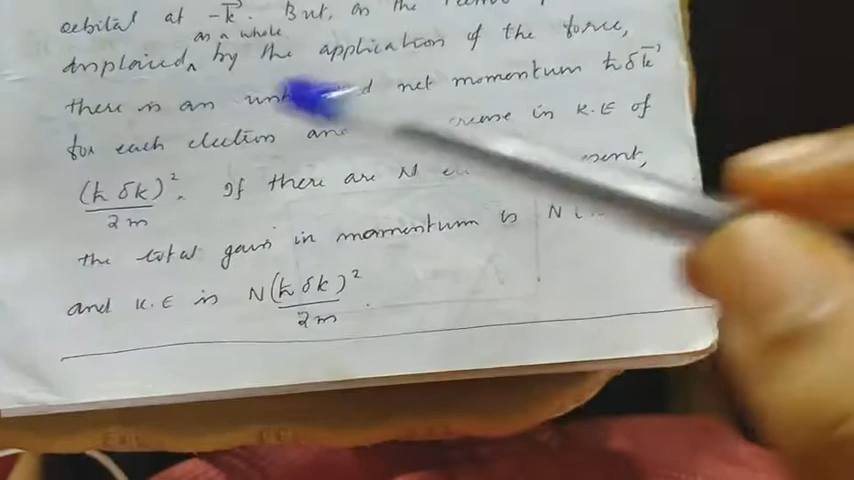 orbital at -k⃗. But, as the
as a whole
displaced, by the application of the force,
there is an net momentum ℏδk⃗
for each electron and in K.E of
(ℏδk)²/2m. If there are N
the total gain in momentum is N
and K.E is N(ℏδk)²/2m.